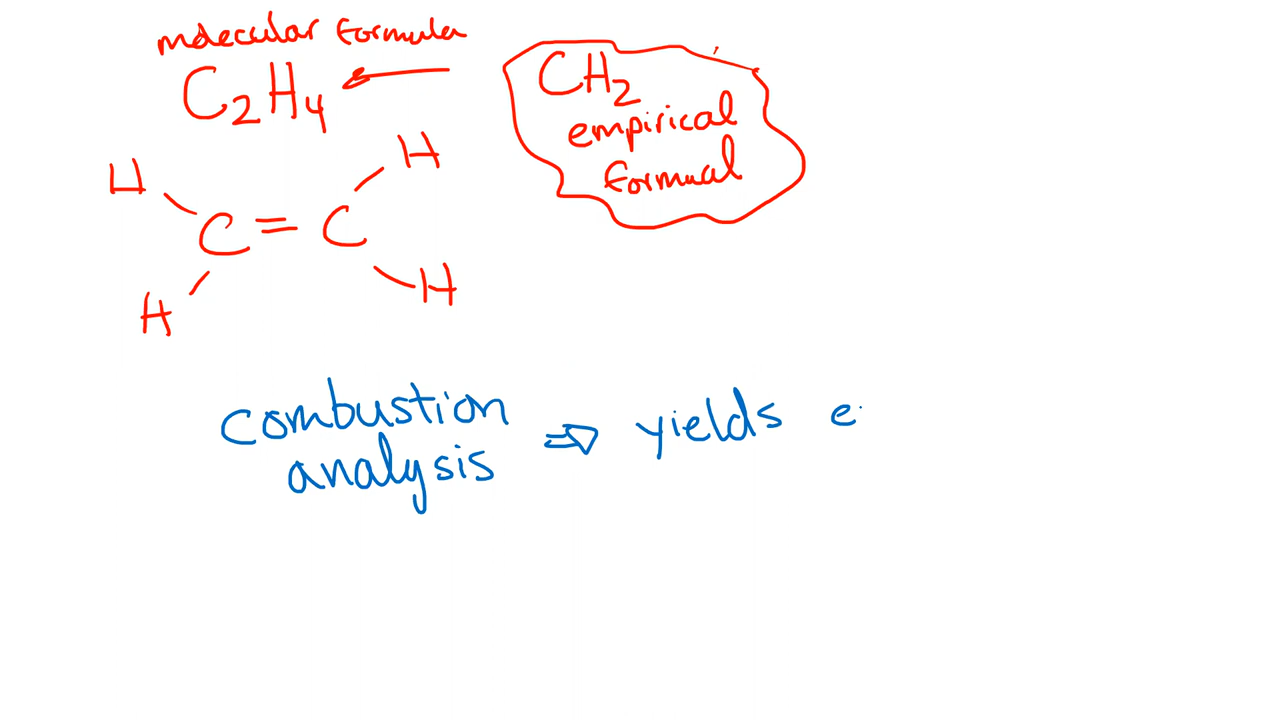 molecular formula
C2H4
CH2
empirical
formual
H
H
C = C
H
H
combustion
analysis ⇒ yields e